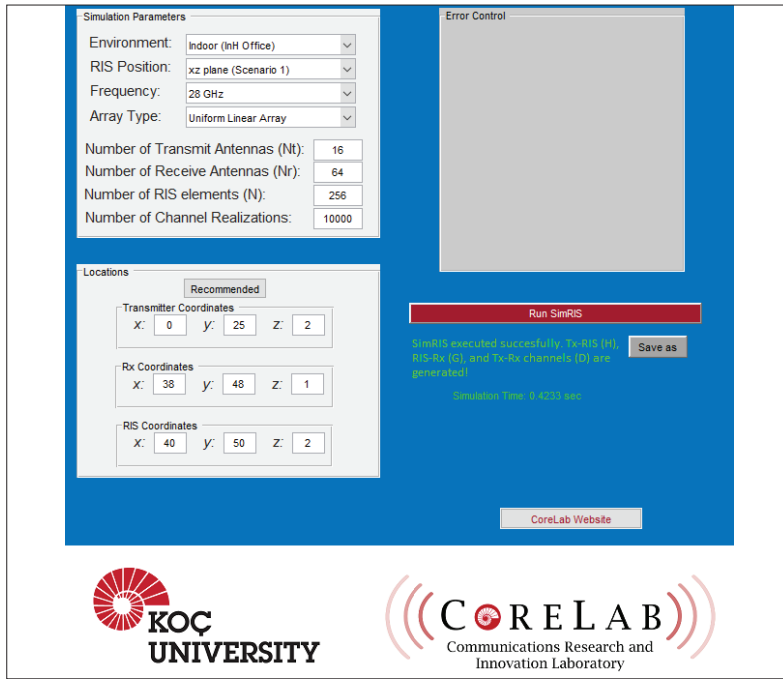 Simulation Parameters
Environment: Indoor (InH Office)
RIS Position: xz plane (Scenario 1)
Frequency: 28 GHz
Array Type: Uniform Linear Array
Number of Transmit Antennas (Nt): 16
Number of Receive Antennas (Nr): 64
Number of RIS elements (N): 256
Number of Channel Realizations: 10000
Error Control
Locations
Recommended
Transmitter Coordinates
x: 0 y: 25 z: 2
Rx Coordinates
x: 38 y: 48 z: 1
RIS Coordinates
x: 40 y: 50 z: 2
Run SimRIS
SimRIS executed succesfully. Tx-RIS (H),
RIS-Rx (G), and Tx-Rx channels (D) are
generated!
Save as
Simulation Time: 0.4233 sec
CoreLab Website
KOÇ
UNIVERSITY
CORELAB
Communications Research and
Innovation Laboratory